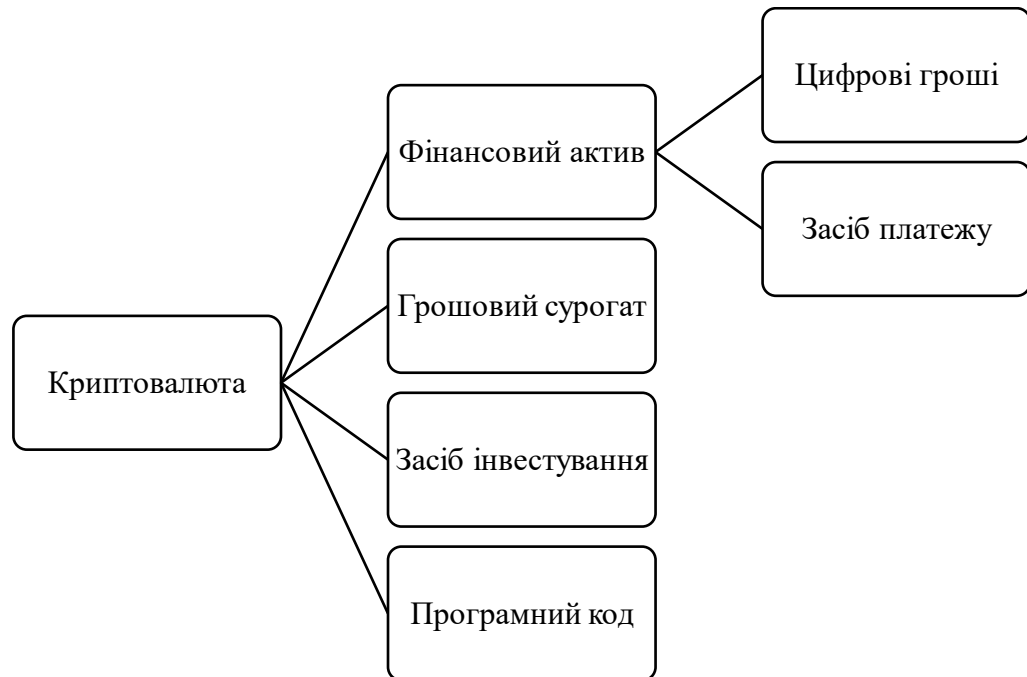 Криптовалюта
Фінансовий актив
Цифрові гроші
Засіб платежу
Грошовий сурогат
Засіб інвестування
Програмний код